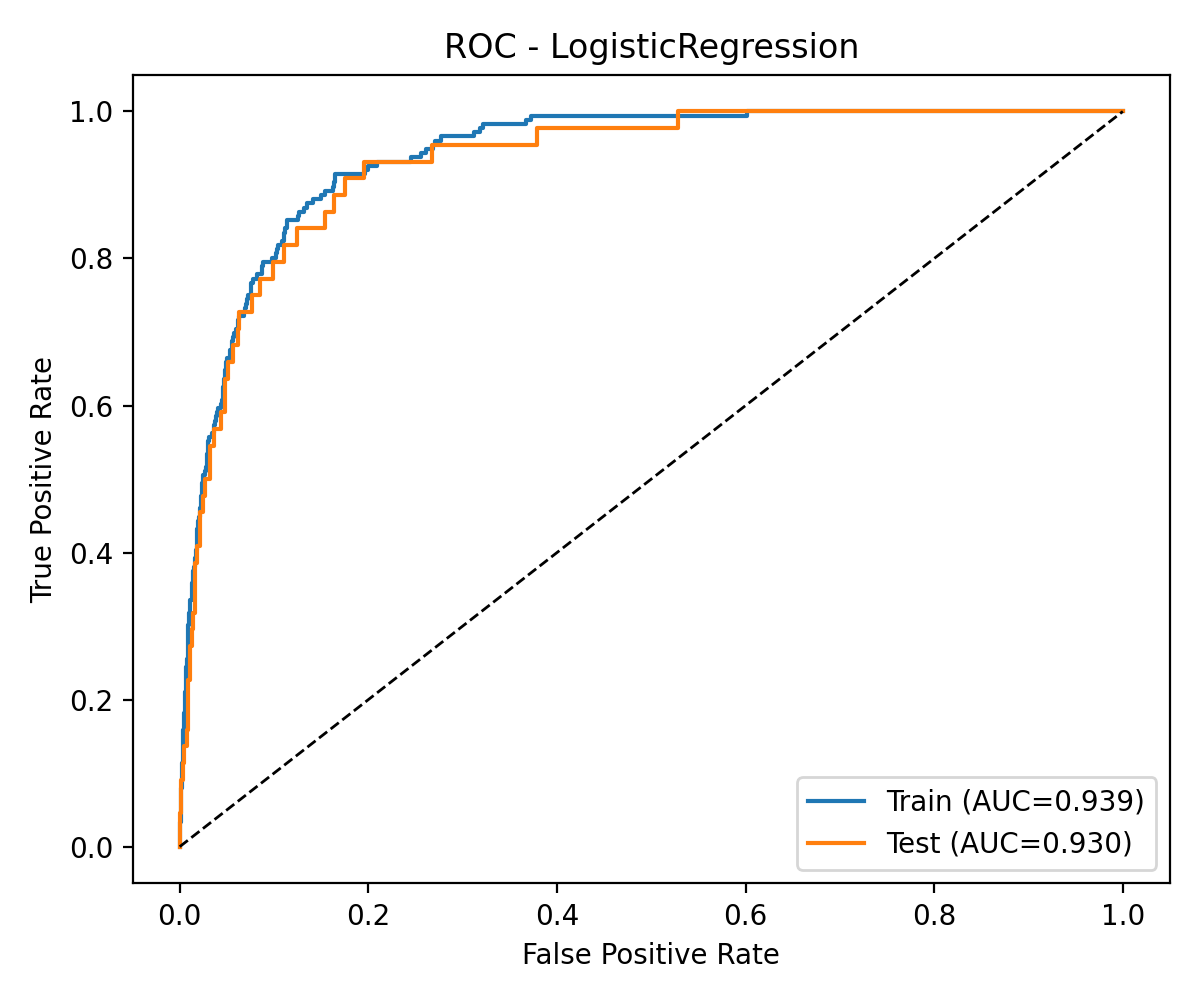 ROC - LogisticRegression
1.0
0.8
0.6
0.4
0.2
0.0
True Positive Rate
Train (AUC=0.939)
Test (AUC=0.930)
0.0 0.2 0.4 0.6 0.8 1.0
False Positive Rate